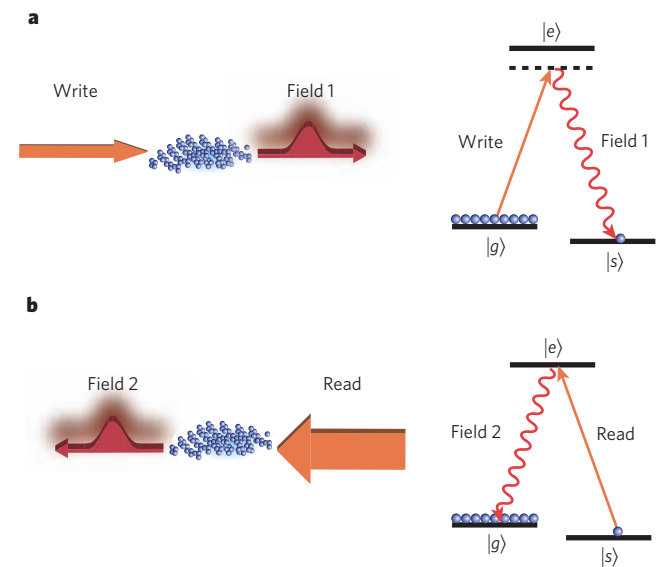 a
Write
Field 1
|e⟩
Write
Field 1
|g⟩
|s⟩
b
Field 2
Read
|e⟩
Field 2
Read
|g⟩
|s⟩